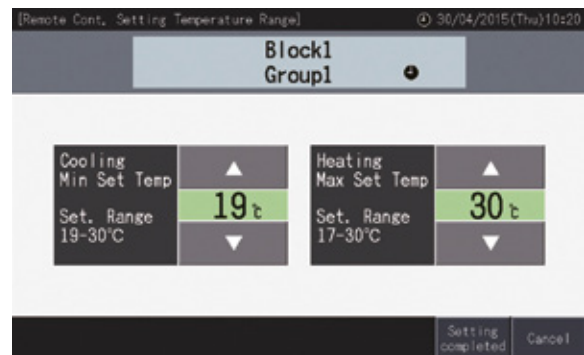 [Remote Cont. Setting Temperature Range] 30/04/2015(Thu)10:20
Block1
Group1
Cooling
Min Set Temp
Set. Range
19-30℃
19℃
Heating
Max Set Temp
Set. Range
17-30℃
30℃
Setting
completed
Cancel